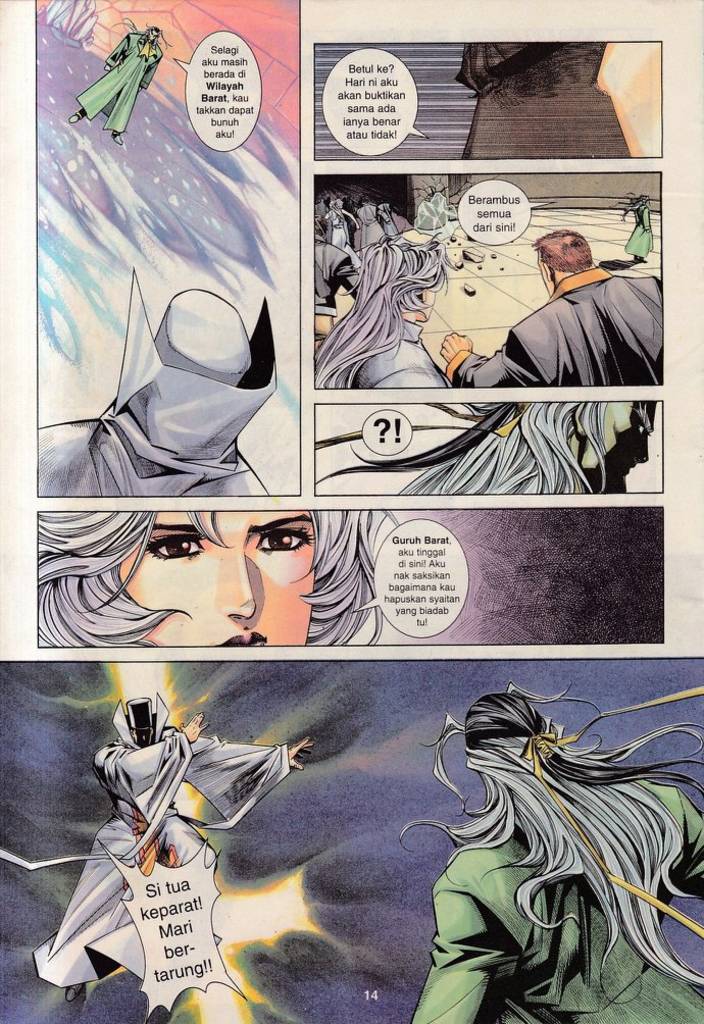 Selagi
aku masih
berada di
Wilayah
Barat, kau
takkan dapat
bunuh
aku!
Betul ke?
Hari ni aku
akan buktikan
sama ada
ianya benar
atau tidak!
Berambus
semua
dari sini!
?!
Guruh Barat,
aku tinggal
di sini! Aku
nak saksikan
bagaimana kau
hapuskan syaitan
yang biadab
tu!
Si tua
keparat!
Mari
ber-
tarung!!
14